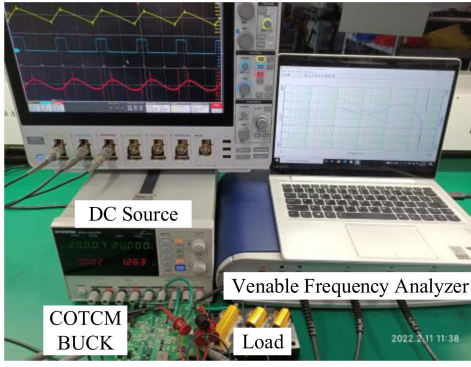 DC Source
Venable Frequency Analyzer
COTCM
BUCK
Load
2022.2.11 11:38